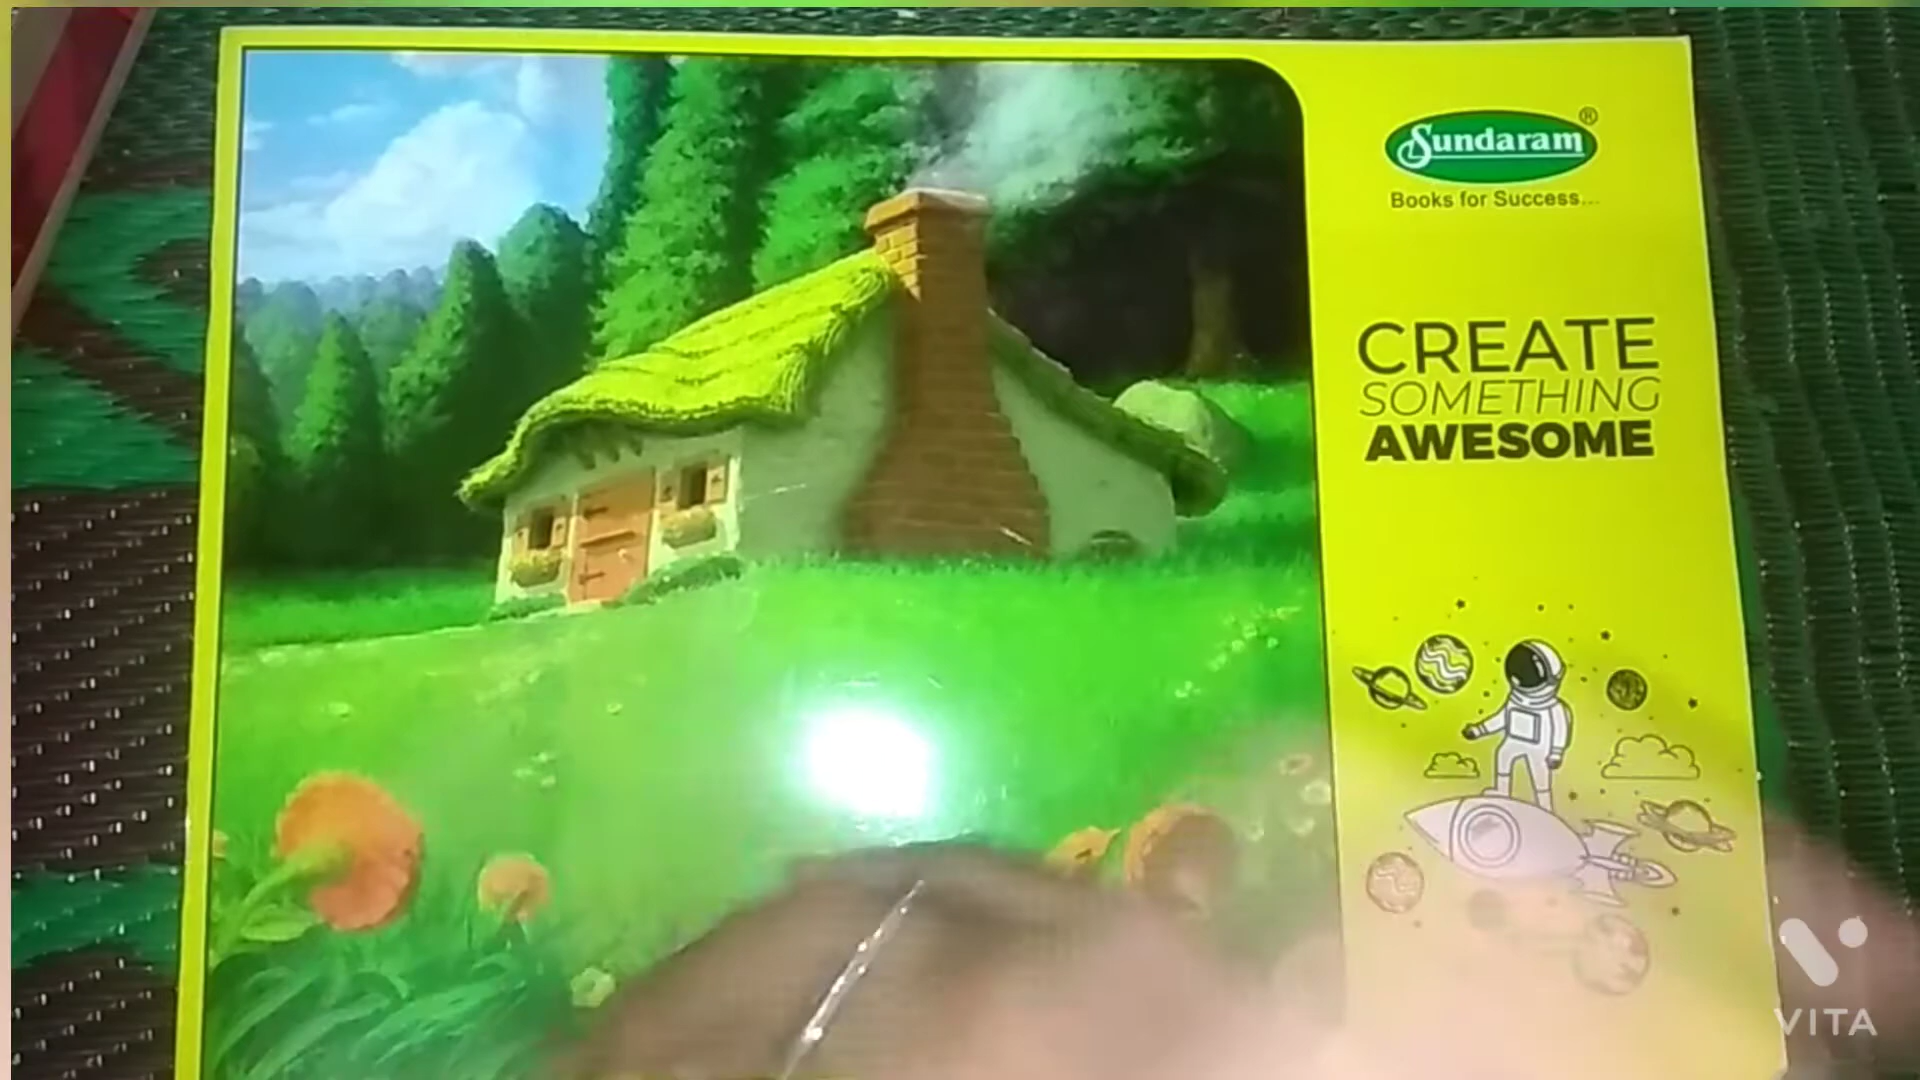 Sundaram®
Books for Success...
CREATE
SOMETHING
AWESOME
VITA